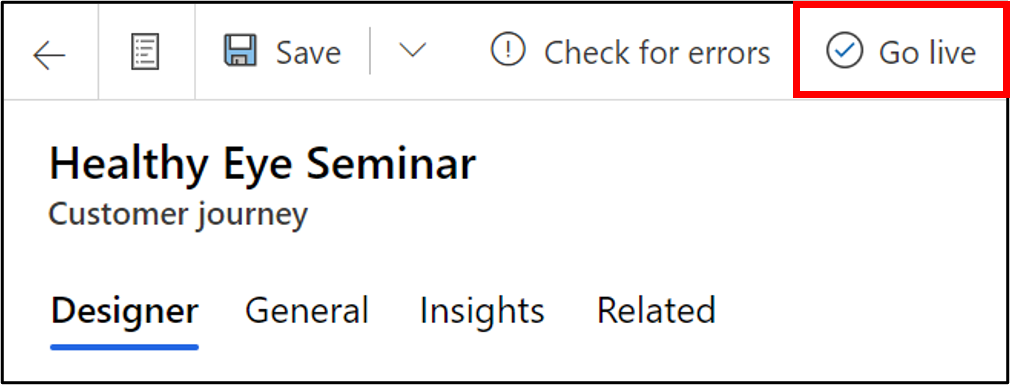 Save Check for errors Go live
Healthy Eye Seminar
Customer journey
Designer General Insights Related